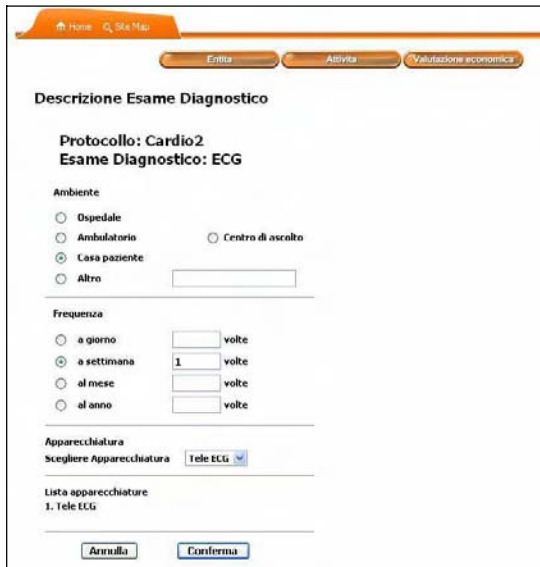 Home Site Map
Entita Attivita Valutazione economica
Descrizione Esame Diagnostico
Protocollo: Cardio2
Esame Diagnostico: ECG
Ambiente
Ospedale
Ambulatorio Centro di ascolto
Casa paziente
Altro
Frequenza
a giorno volte
a settimana 1 volte
al mese volte
al anno volte
Apparecchiatura
Scegliere Apparecchiatura Tele ECG
Lista apparecchiature
1. Tele ECG
Annulla Conferma